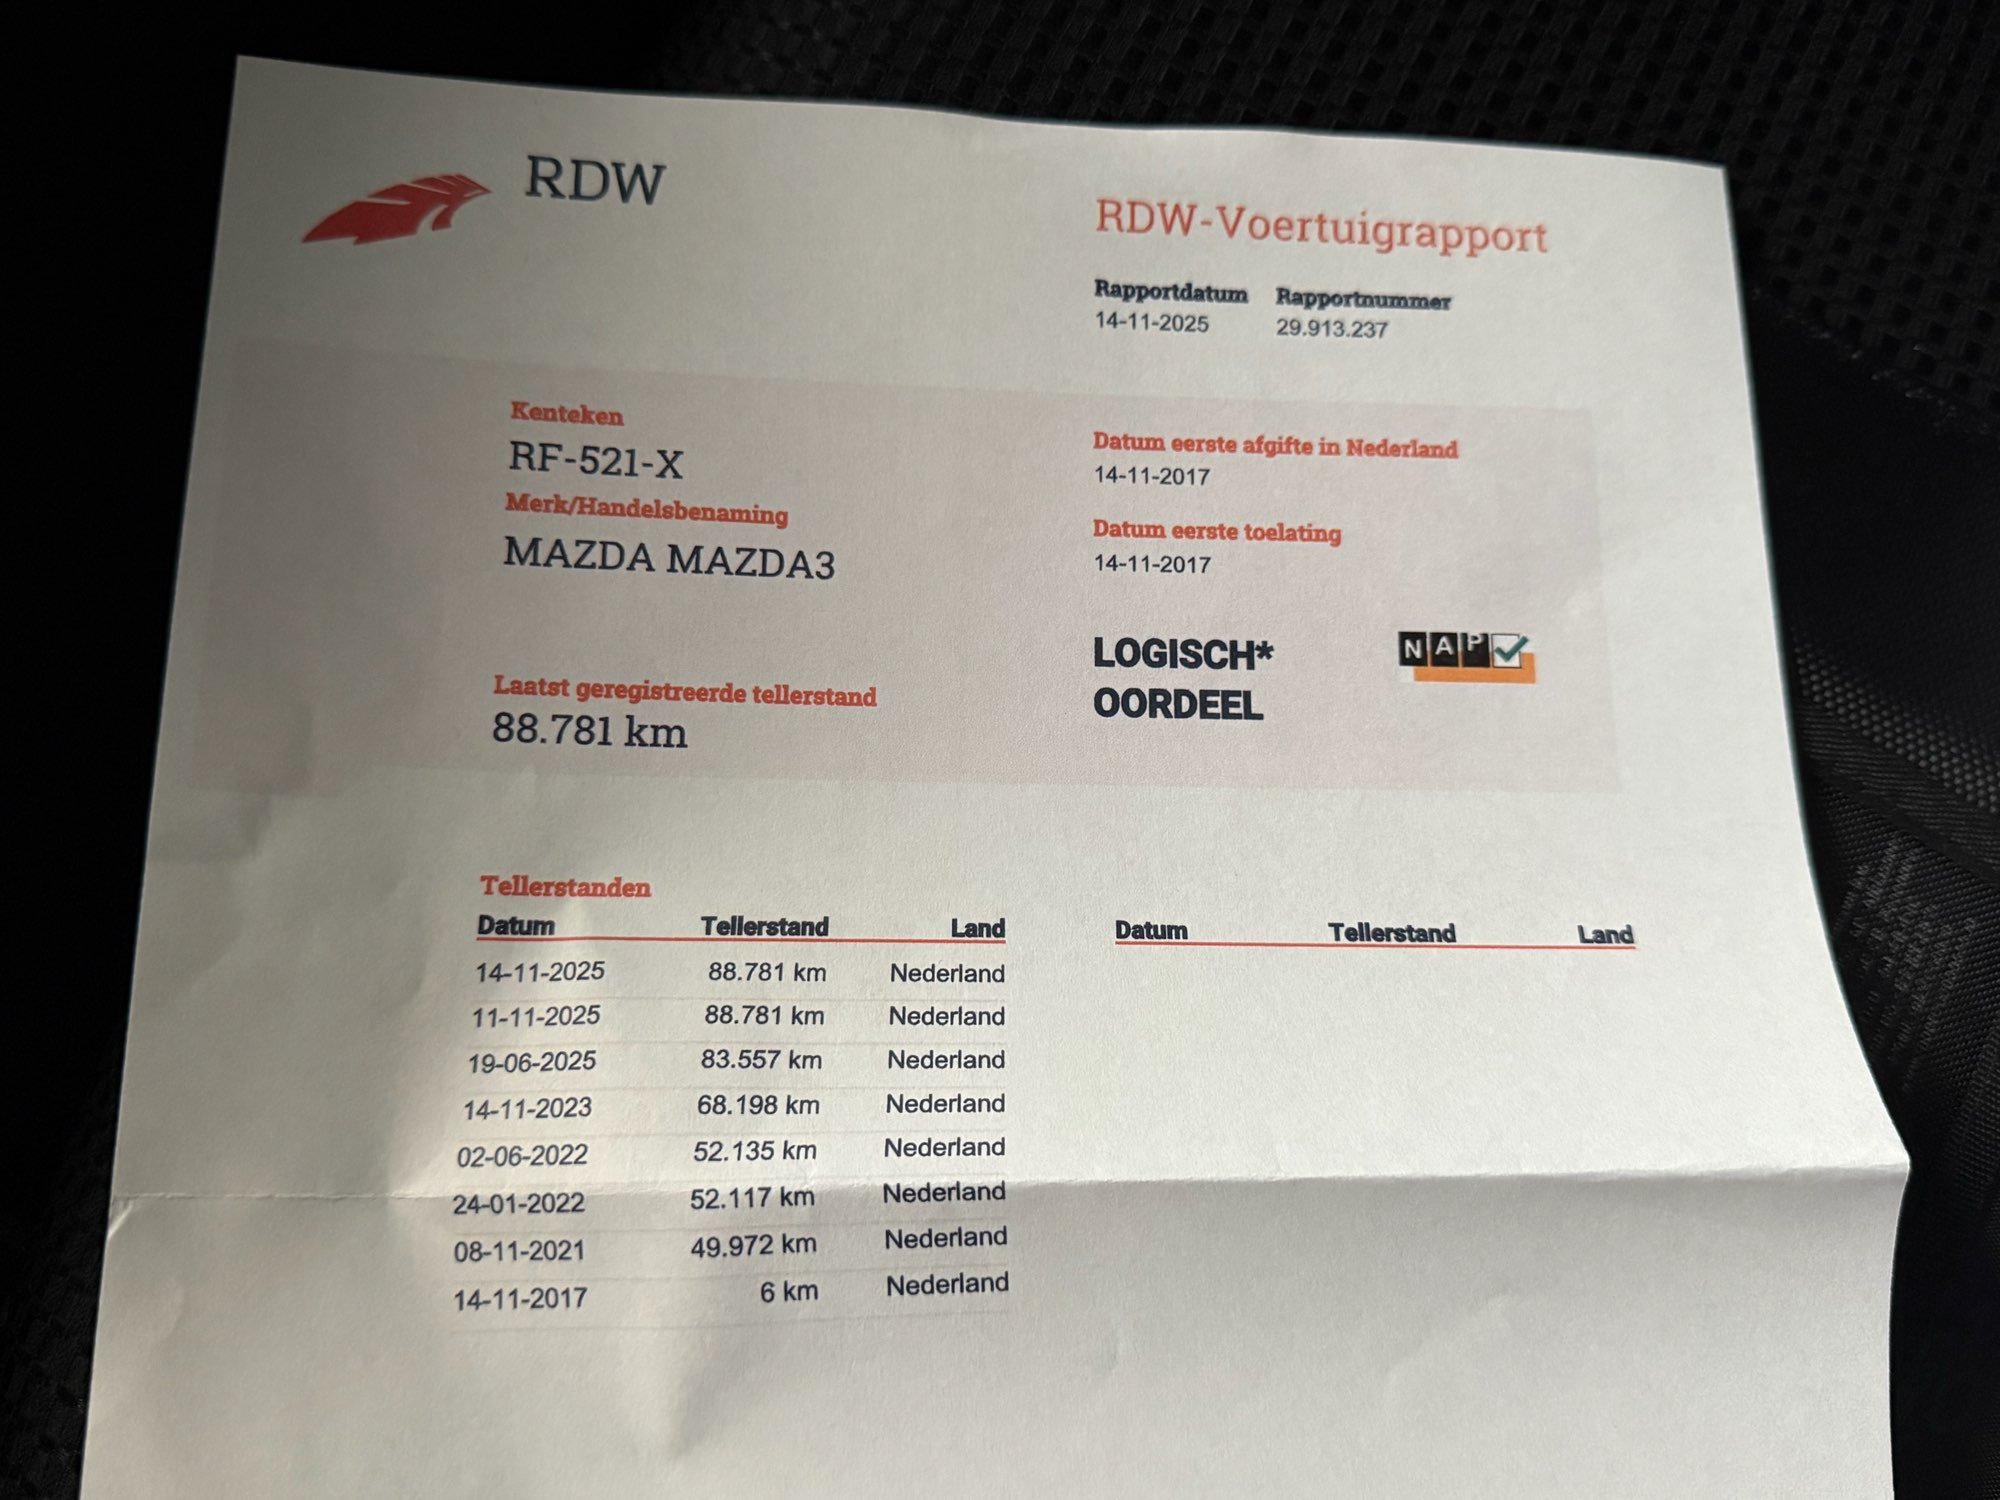 RDW
RDW-Voertuigrapport
Rapportdatum Rapportnummer
14-11-2025 29.913.237
Kenteken
RF-521-X
Merk/Handelsbenaming
MAZDA MAZDA3
Datum eerste afgifte in Nederland
14-11-2017
Datum eerste toelating
14-11-2017
Laatst geregistreerde tellerstand
88.781 km
LOGISCH*
OORDEEL
NAP
Tellerstanden
Datum Tellerstand Land Datum Tellerstand Land
14-11-2025 88.781 km Nederland
11-11-2025 88.781 km Nederland
19-06-2025 83.557 km Nederland
14-11-2023 68.198 km Nederland
02-06-2022 52.135 km Nederland
24-01-2022 52.117 km Nederland
08-11-2021 49.972 km Nederland
14-11-2017 6 km Nederland